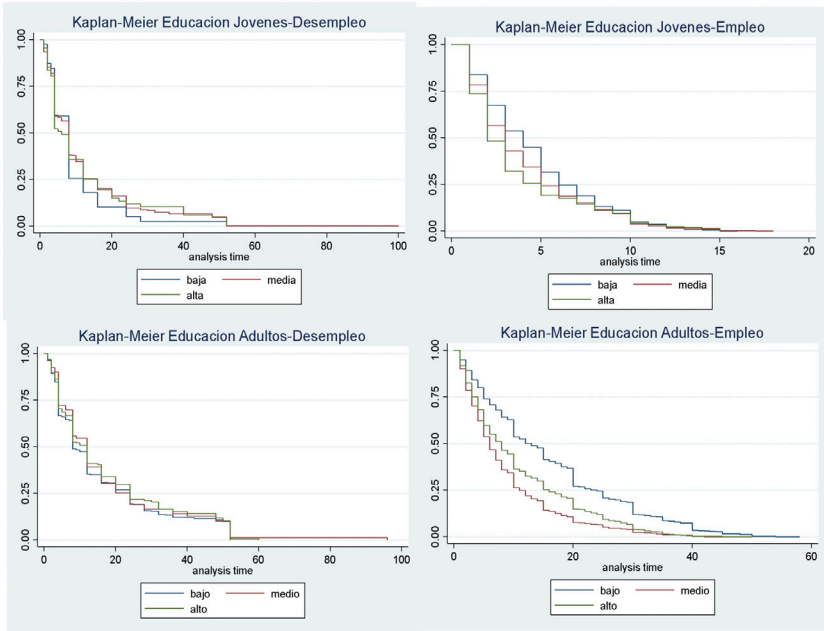 Kaplan-Meier Educacion Jovenes-Desempleo
1.00
0.75
0.50
0.25
0.00
0 20 40 60 80 100
analysis time
baja media
alta
Kaplan-Meier Educacion Jovenes-Empleo
1.00
0.75
0.50
0.25
0.00
0 5 10 15 20
analysis time
baja media
alta
Kaplan-Meier Educacion Adultos-Desempleo
1.00
0.75
0.50
0.25
0.00
0 20 40 60 80 100
analysis time
bajo medio
alto
Kaplan-Meier Educacion Adultos-Empleo
1.00
0.75
0.50
0.25
0.00
0 20 40 60
analysis time
bajo medio
alto